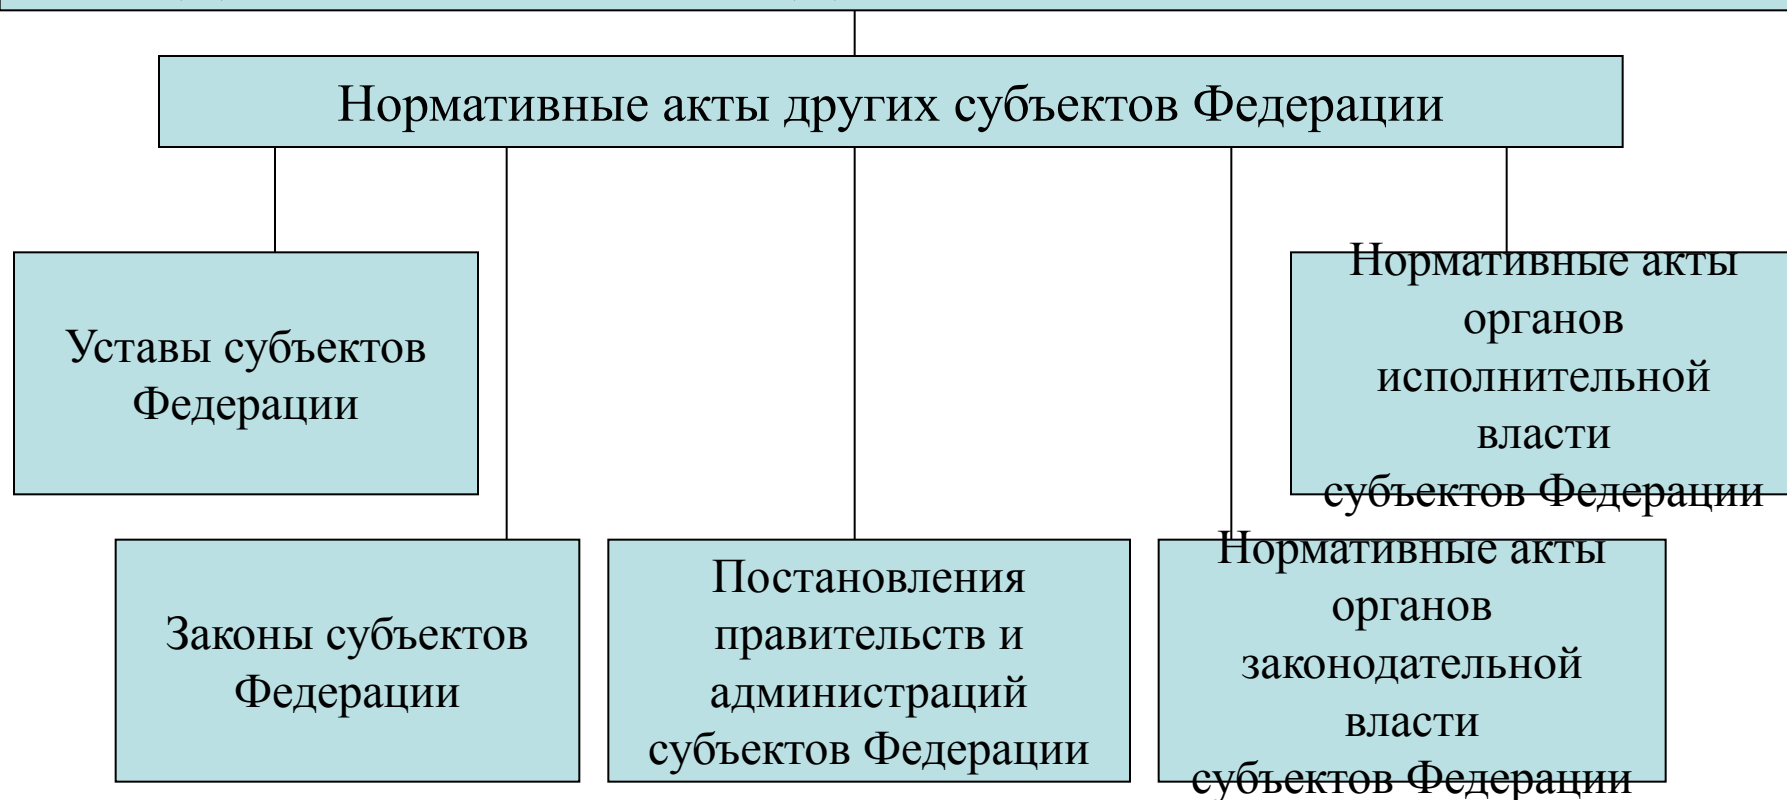 Нормативные акты других субъектов Федерации
Уставы субъектов
Федерации
Нормативные акты
органов
исполнительной
власти
субъектов Федерации
Законы субъектов
Федерации
Постановления
правительств и
администраций
субъектов Федерации
Нормативные акты
органов
законодательной
власти
субъектов Федерации